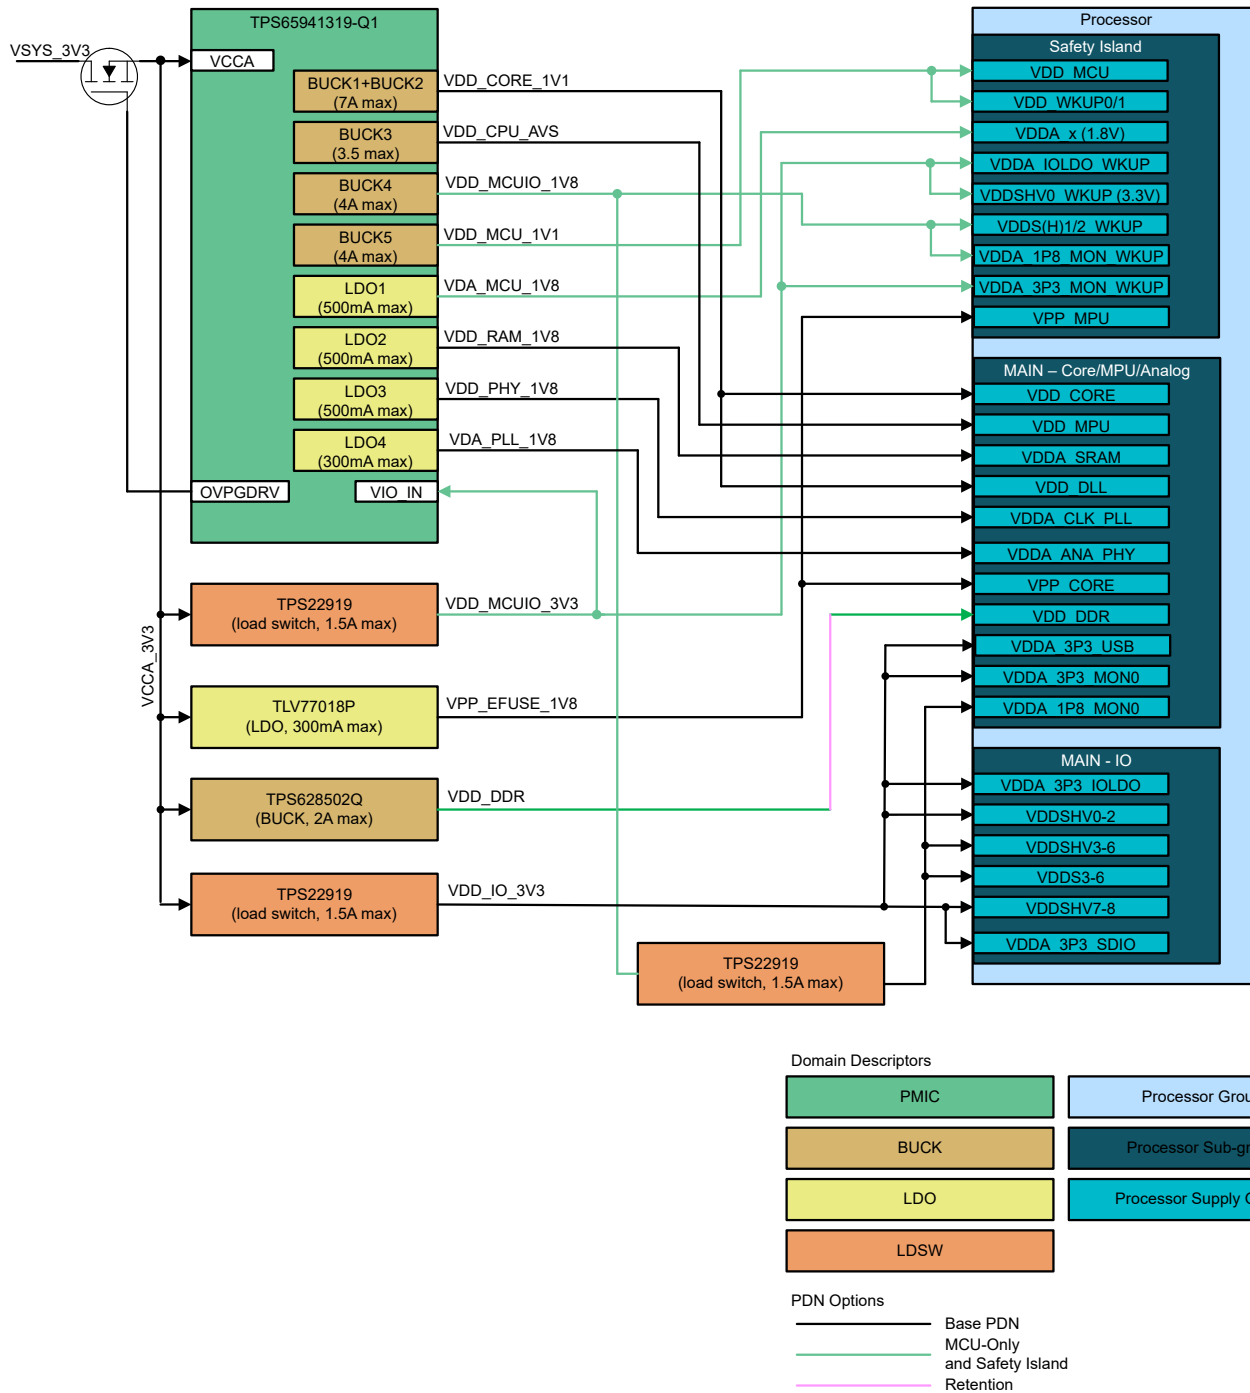 TPS65941319-Q1
VSYS_3V3
VCCA
BUCK1+BUCK2
(7A max)
VDD_CORE_1V1
BUCK3
(3.5 max)
VDD_CPU_AVS
BUCK4
(4A max)
VDD_MCUIO_1V8
BUCK5
(4A max)
VDD_MCU_1V1
LDO1
(500mA max)
VDA_MCU_1V8
LDO2
(500mA max)
VDD_RAM_1V8
LDO3
(500mA max)
VDD_PHY_1V8
LDO4
(300mA max)
VDA_PLL_1V8
OVPGDRV
VIO_IN
VCCA_3V3
TPS22919
(load switch, 1.5A max)
VDD_MCUIO_3V3
TLV77018P
(LDO, 300mA max)
VPP_EFUSE_1V8
TPS628502Q
(BUCK, 2A max)
VDD_DDR
TPS22919
(load switch, 1.5A max)
VDD_IO_3V3
TPS22919
(load switch, 1.5A max)
Processor
Safety Island
VDD_MCU
VDD_WKUP0/1
VDDA_x (1.8V)
VDDA_IOLDO_WKUP
VDDSHV0_WKUP (3.3V)
VDDS(H)1/2_WKUP
VDDA_1P8_MON_WKUP
VDDA_3P3_MON_WKUP
VPP_MPU
MAIN – Core/MPU/Analog
VDD_CORE
VDD_MPU
VDDA_SRAM
VDD_DLL
VDDA_CLK_PLL
VDDA_ANA_PHY
VPP_CORE
VDD_DDR
VDDA_3P3_USB
VDDA_3P3_MON0
VDDA_1P8_MON0
MAIN - IO
VDDA_3P3_IOLDO
VDDSHV0-2
VDDSHV3-6
VDDS3-6
VDDSHV7-8
VDDA_3P3_SDIO
Domain Descriptors
PMIC
Processor
BUCK
Processor
LDO
Processor Supply
LDSW
PDN Options
Base PDN
MCU-Only
and Safety Island
Retention